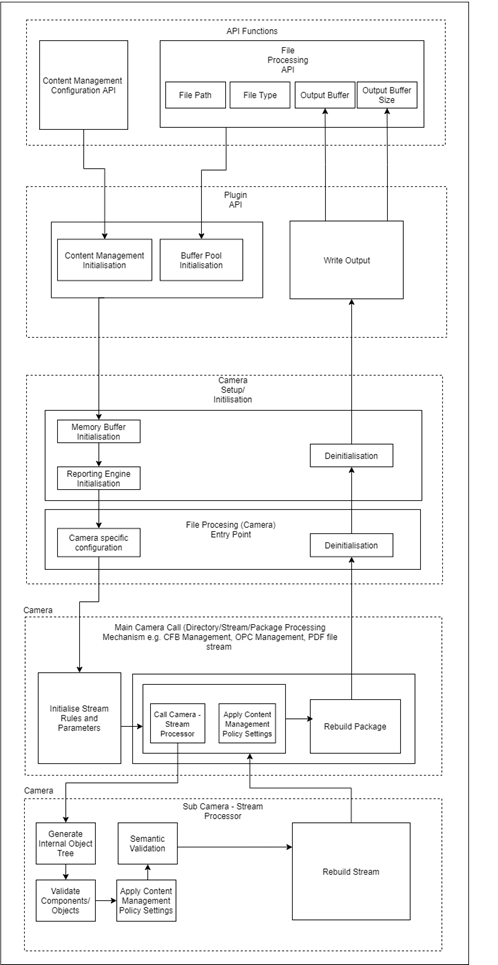 API Functions
Content Management
Configuration API
File
Processing
API
File Path
File Type
Output Buffer
Output Buffer
Size
Plugin
API
Content Management
Initialisation
Buffer Pool
Initialisation
Write Output
Camera
Setup/
Initilisation
Memory Buffer
Initialisation
Reporting Engine
Initialisation
Deinitialisation
File Procesing (Camera)
Entry Point
Camera specific
configuration
Deinitialisation
Camera
Main Camera Call (Directory/Stream/Package Processing
Mechanism e.g. CFB Management, OPC Management, PDF file
stream
Initialise Stream
Rules and
Parameters
Call Camera -
Stream
Processor
Apply Content
Management
Policy Settings
Rebuild Package
Camera
Sub Camera - Stream
Processor
Generate
Internal Object
Tree
Semantic
Validation
Rebuild Stream
Validate
Components/
Objects
Apply Content
Management
Policy Settings